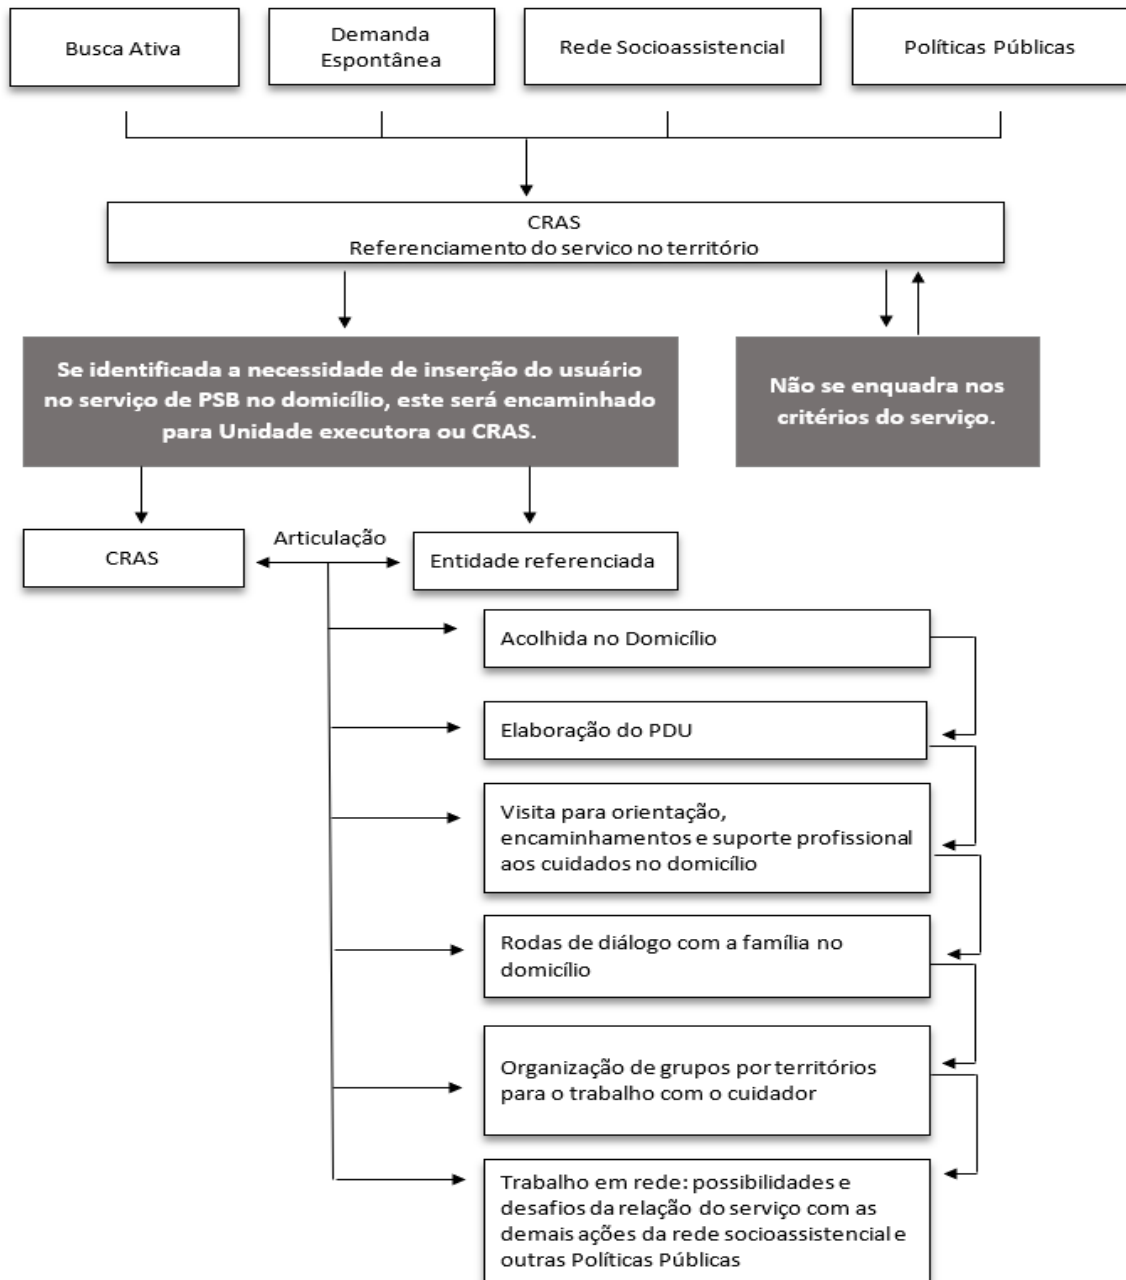 Busca Ativa
Demanda
Espontânea
Rede Socioassistencial
Políticas Públicas
CRAS
Referenciamento do servico no território
Se identificada a necessidade de inserção do usuário
no serviço de PSB no domicílio, este será encaminhado
para Unidade executora ou CRAS.
Não se enquadra nos
critérios do serviço.
CRAS
Articulação
Entidade referenciada
Acolhida no Domicílio
Elaboração do PDU
Visita para orientação,
encaminhamentos e suporte profissional
aos cuidados no domicílio
Rodas de diálogo com a família no
domicílio
Organização de grupos por territórios
para o trabalho com o cuidador
Trabalho em rede: possibilidades e
desafios da relação do serviço com as
demais ações da rede socioassistencial e
outras Políticas Públicas